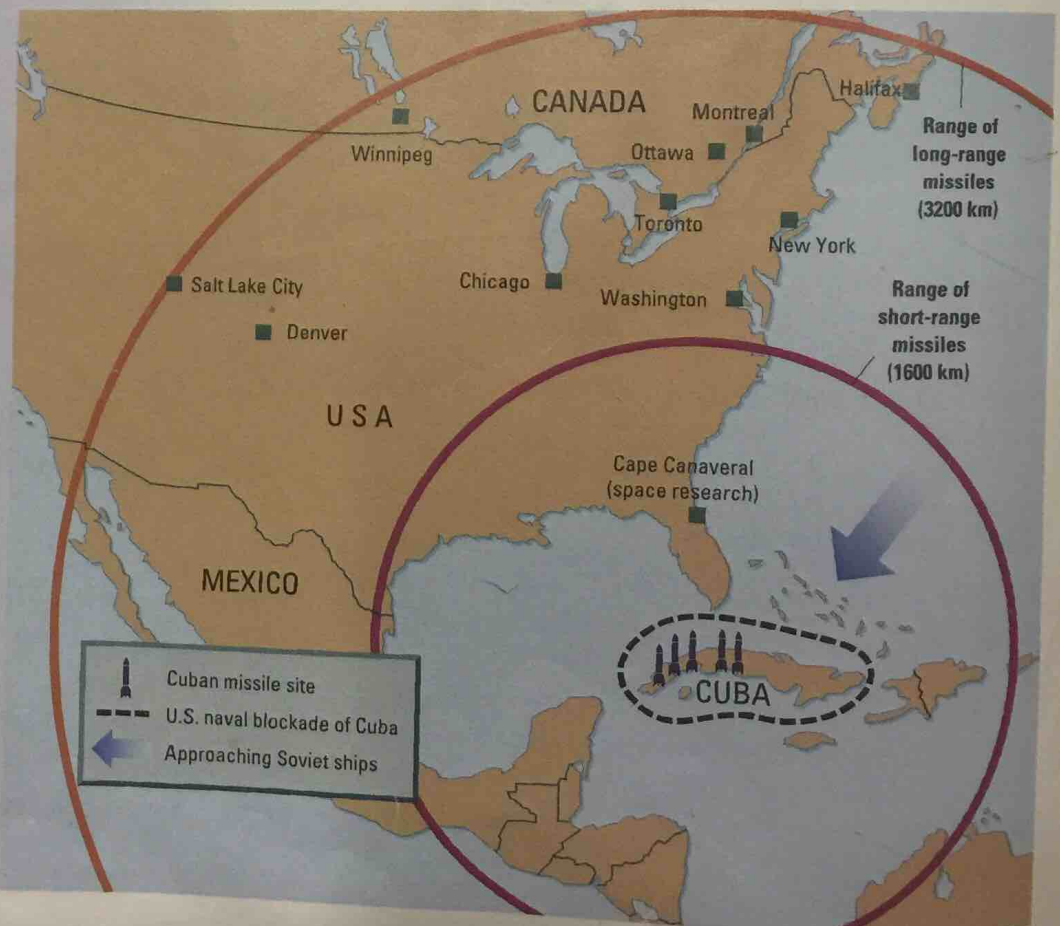 CANADA
Halifax
Montreal
Winnipeg
Ottawa
Toronto
New York
Range of
long-range
missiles
(3200 km)
Salt Lake City
Chicago
Washington
Denver
Range of
short-range
missiles
(1600 km)
USA
Cape Canaveral
(space research)
MEXICO
CUBA
Cuban missile site
U.S. naval blockade of Cuba
Approaching Soviet ships